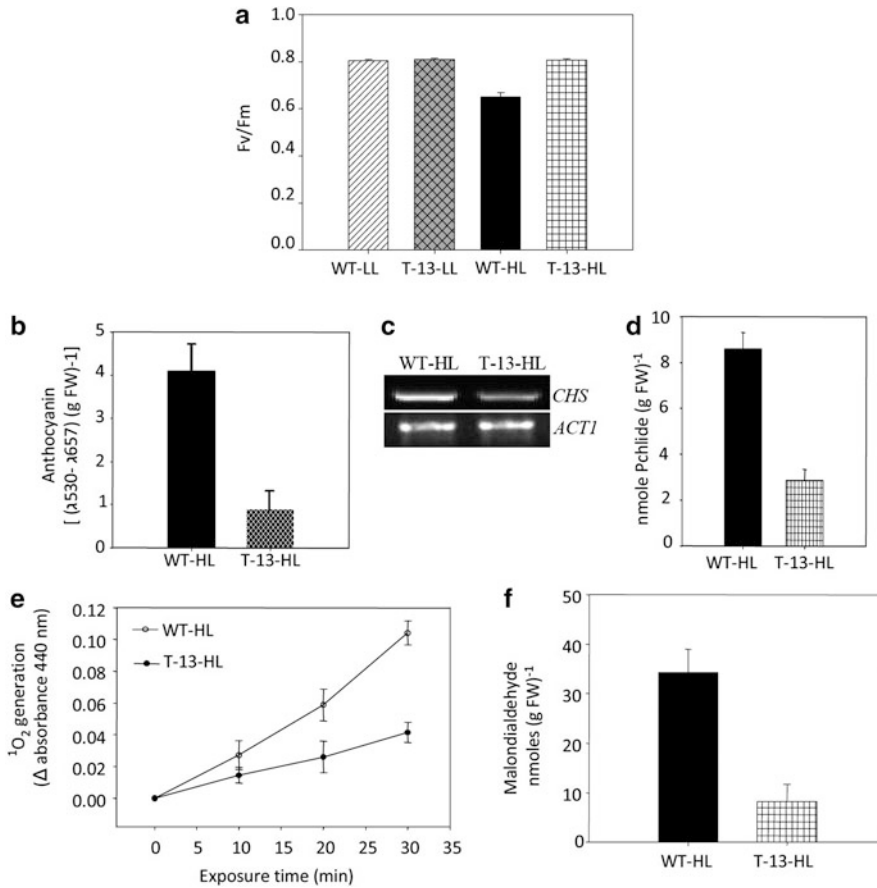 a
1.0
0.8
0.6
0.4
0.2
0.0
Fv/Fm
WT-LL T-13-LL WT-HL T-13-HL
b
5
4
3
2
1
0
Anthocyanin
[ (λ530- λ657) (g FW)-1]
WT-HL T-13-HL
c
WT-HL T-13-HL
CHS
ACT1
d
10
8
6
4
2
0
nmole Pchlide (g FW)⁻¹
WT-HL T-13-HL
e
0.12
0.10
0.08
0.06
0.04
0.02
0.00
¹O₂ generation
(Δ absorbance 440 nm)
WT-HL
T-13-HL
0 5 10 15 20 25 30 35
Exposure time (min)
f
50
40
30
20
10
0
Malondialdehyde
nmoles (g FW)⁻¹
WT-HL T-13-HL